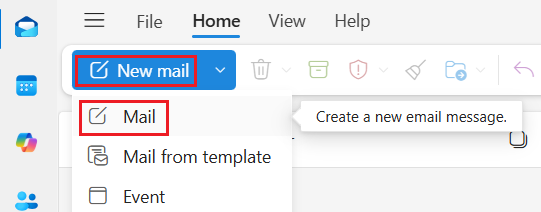 File Home View Help
New mail
Mail
Create a new email message.
Mail from template
Event